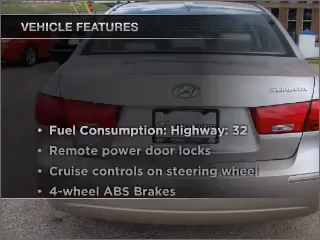 VEHICLE FEATURES
SONATA
• Fuel Consumption: Highway: 32
• Remote power door locks
• Cruise controls on steering wheel
• 4-wheel ABS Brakes